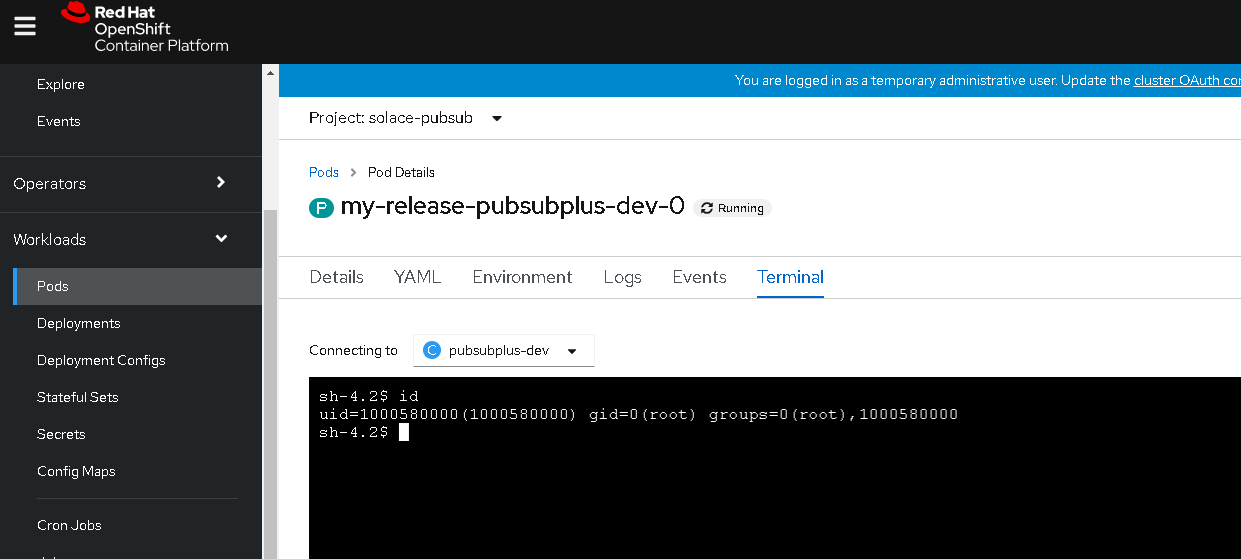 Red Hat
OpenShift
Container Platform
Explore
Events
Operators
Workloads
Pods
Deployments
Deployment Configs
Stateful Sets
Secrets
Config Maps
Cron Jobs
You are logged in as a temporary administrative user. Update the cluster OAuth con
Project: solace-pubsub
Pods > Pod Details
P my-release-pubsubplus-dev-0 Running
Details YAML Environment Logs Events Terminal
Connecting to C pubsubplus-dev
sh-4.2$ id
uid=1000580000(1000580000) gid=0(root) groups=0(root),1000580000
sh-4.2$